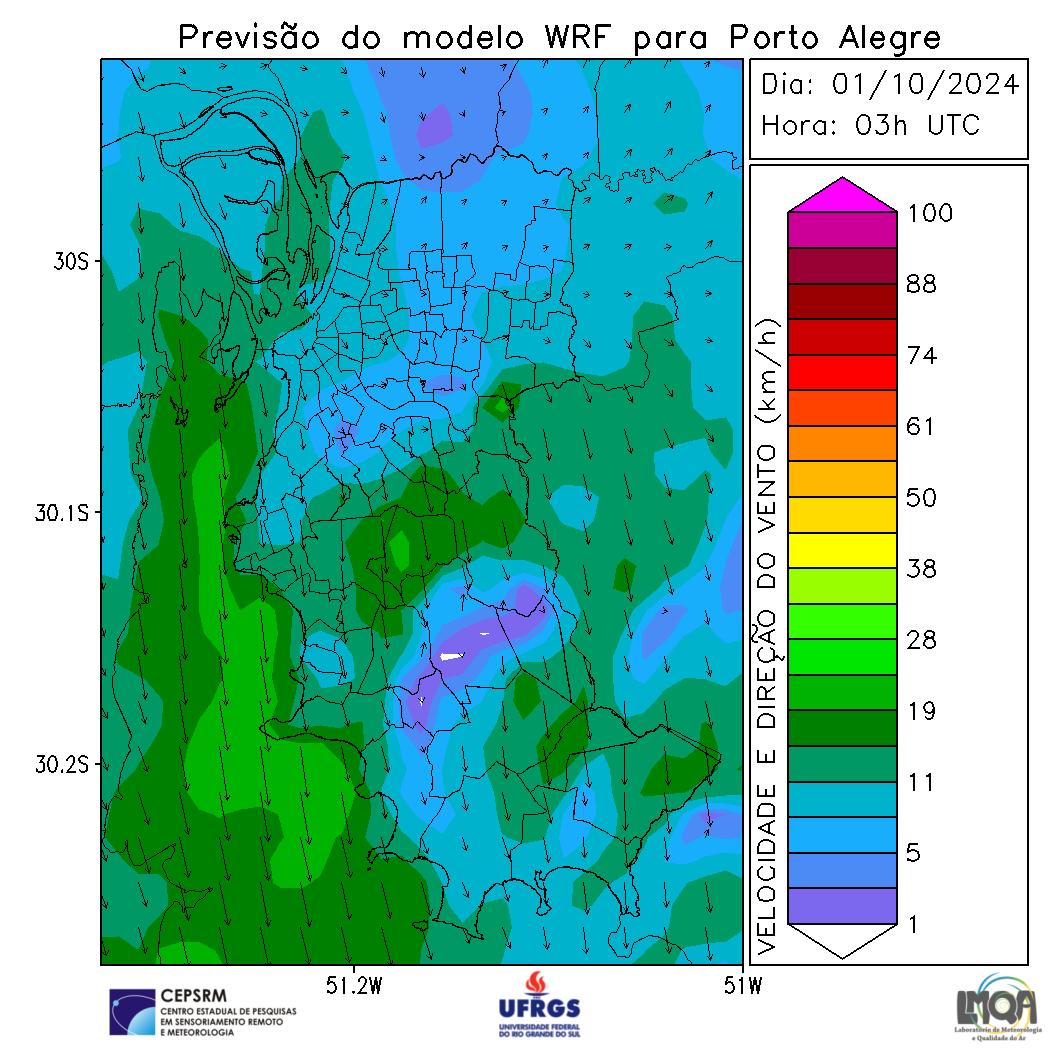 Previsão do modelo WRF para Porto Alegre
Dia: 01/10/2024
Hora: 03h UTC
30S
30.1S
30.2S
51.2W
51W
VELOCIDADE E DIREÇÃO DO VENTO (km/h)
100
88
74
61
50
38
28
19
11
5
1
CEPSRM
CENTRO ESTADUAL DE PESQUISAS
EM SENSORIAMENTO REMOTO
E METEOROLOGIA
UFRGS
UNIVERSIDADE FEDERAL
DO RIO GRANDE DO SUL
LMQA
Laboratório de Meteorologia
e Qualidade do Ar